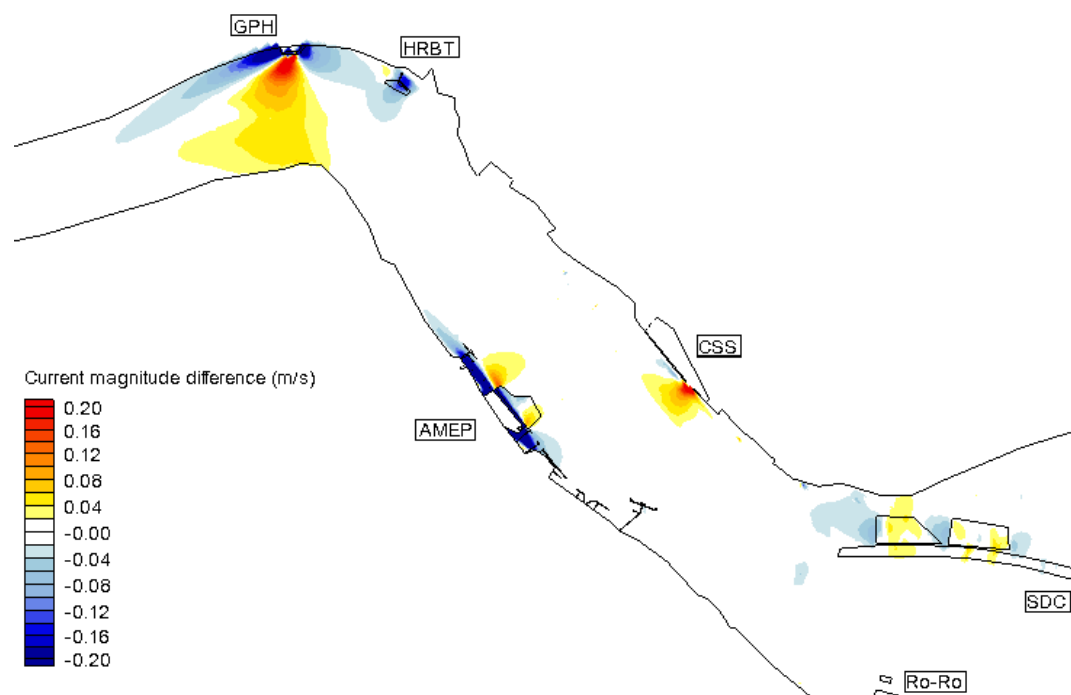 GPH
HRBT
CSS
Current magnitude difference (m/s)
0.20
0.16
0.12
0.08
0.04
-0.00
-0.04
-0.08
-0.12
-0.16
-0.20
AMEP
SDC
Ro-Ro